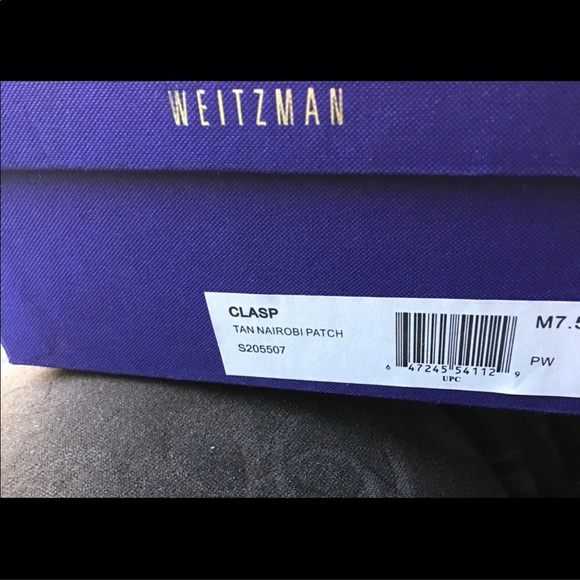 WEITZMAN
CLASP
TAN NAIROBI PATCH
S205507
6 47245 54112 9
UPC
M7.5
PW